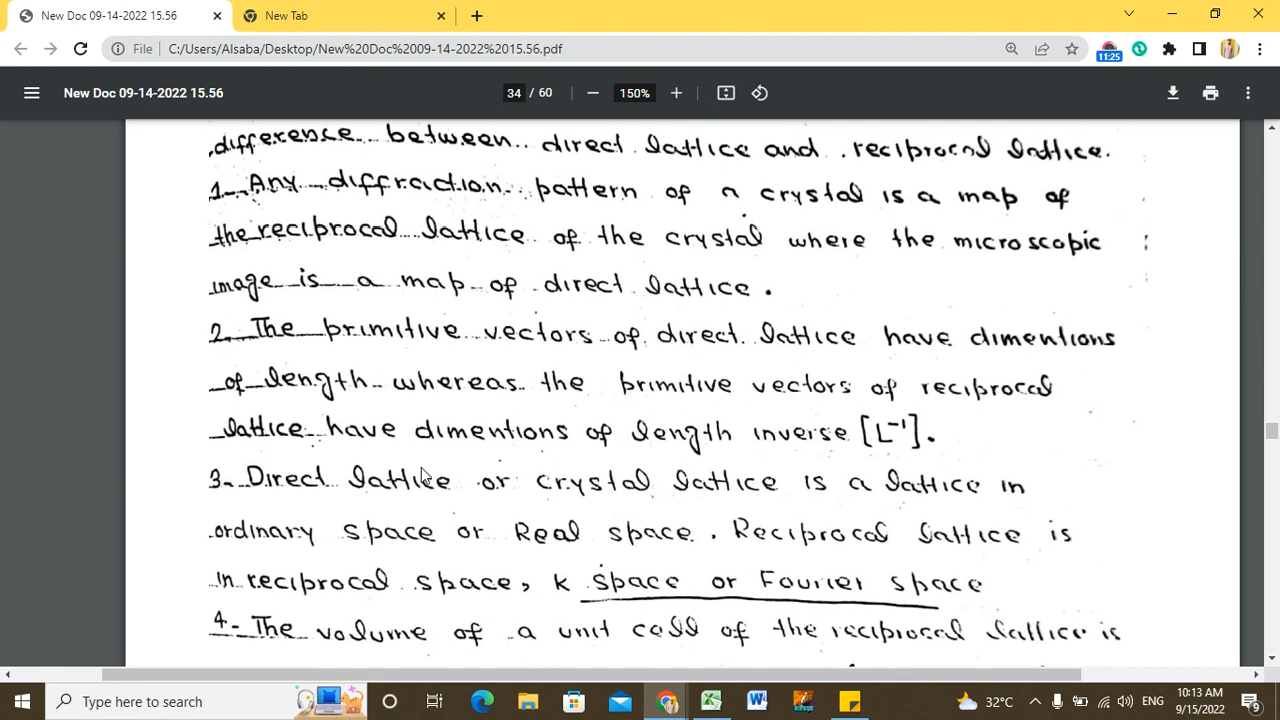 New Doc 09-14-2022 15.56
New Tab
File C:/Users/Alsaba/Desktop/New%20Doc%2009-14-2022%2015.56.pdf
11:25
New Doc 09-14-2022 15.56
34 / 60
150%
difference between direct lattice and reciprocal lattice.
1- Any diffraction pattern of a crystal is a map of
the reciprocal lattice of the crystal where the microscopic
image is a map of direct lattice.
2- The primitive vectors of direct lattice have dimentions
of length whereas the primitive vectors of reciprocal
lattice have dimentions of length inverse [L⁻¹].
3- Direct lattice or crystal lattice is a lattice in
ordinary space or Real space. Reciprocal lattice is
in reciprocal space, K space or Fourier space
4- The volume of a unit cell of the reciprocal lattice is
Type here to search
32°C
ENG
10:13 AM
9/15/2022
9